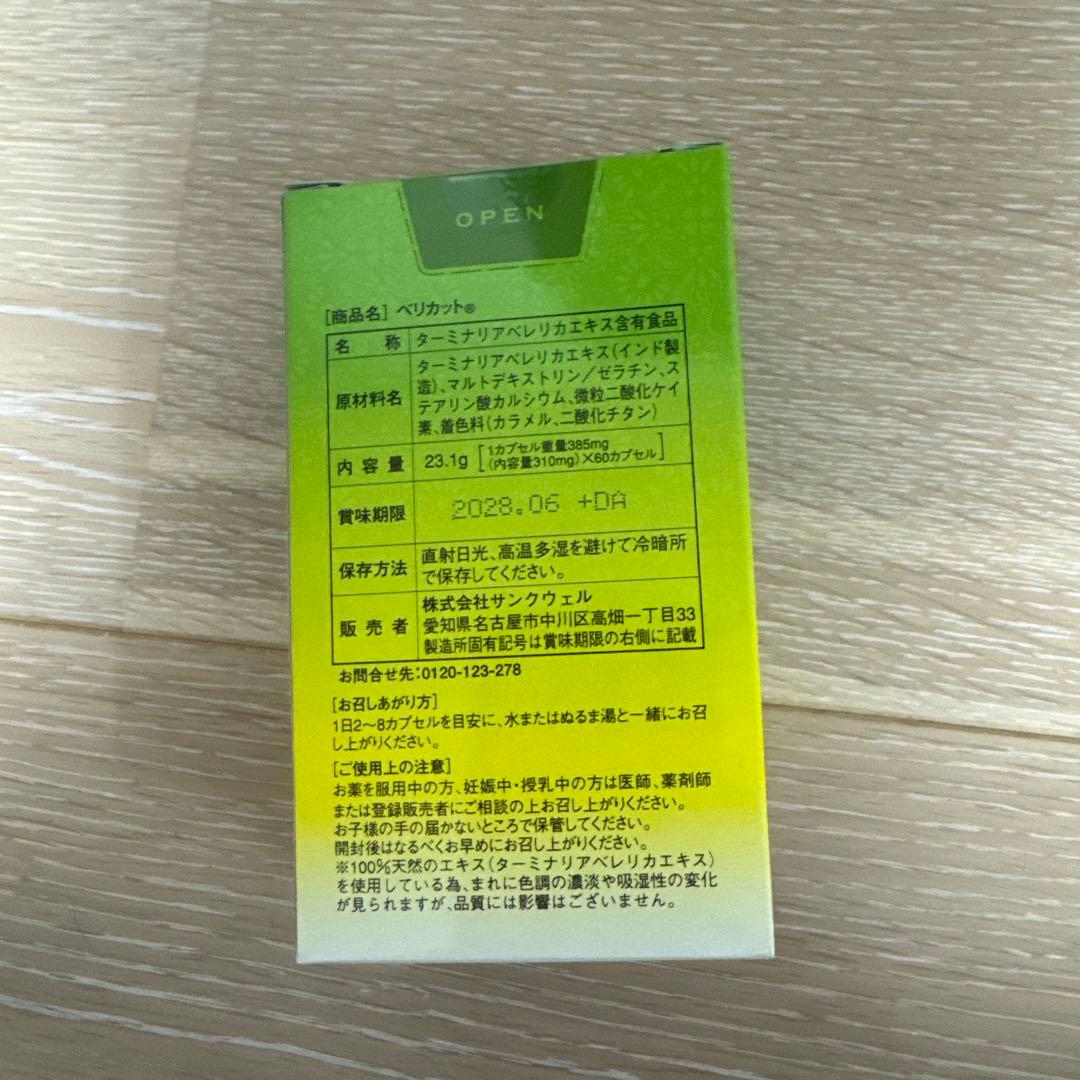 OPEN
[商品名] ベリカット®
名 称 ターミナリアベレリカエキス含有食品
原材料名 ターミナリアベレリカエキス(インド製
造)、マルトデキストリン/ゼラチン、ス
テアリン酸カルシウム、微粒二酸化ケイ
素、着色料(カラメル、二酸化チタン)
内容量 23.1g [1カプセル重量385mg
(内容量310mg)×60カプセル]
賞味期限 2028.06 +DA
保存方法 直射日光、高温多湿を避けて冷暗所
で保存してください。
販売者 株式会社サンクウェル
愛知県名古屋市中川区高畑一丁目33
製造所固有記号は賞味期限の右側に記載
お問合せ先:0120-123-278
[お召しあがり方]
1日2〜8カプセルを目安に、水またはぬるま湯と一緒にお召
し上がりください。
[ご使用上の注意]
お薬を服用中の方、妊娠中・授乳中の方は医師、薬剤師
または登録販売者にご相談の上お召し上がりください。
お子様の手の届かないところで保管してください。
開封後はなるべくお早めにお召し上がりください。
※100%天然のエキス(ターミナリアベレリカエキス)
を使用している為、まれに色調の濃淡や吸湿性の変化
が見られますが、品質には影響はございません。